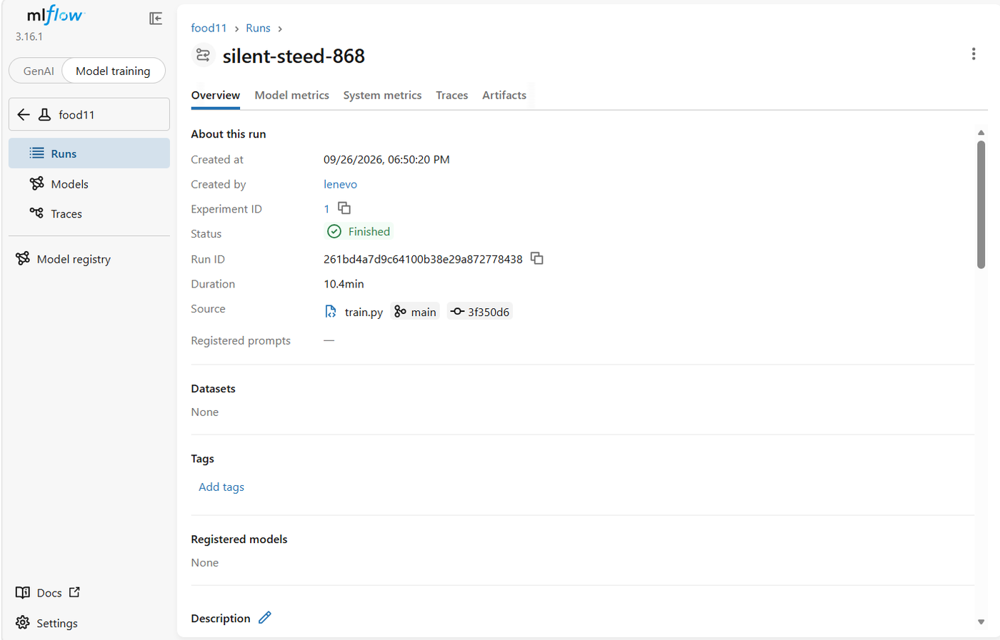 mlflow
3.16.1
GenAI Model training
food11
Runs
Models
Traces
Model registry
Docs
Settings
food11 › Runs ›
silent-steed-868
Overview Model metrics System metrics Traces Artifacts
About this run
Created at 09/26/2026, 06:50:20 PM
Created by lenevo
Experiment ID 1
Status Finished
Run ID 261bd4a7d9c64100b38e29a872778438
Duration 10.4min
Source train.py main 3f350d6
Registered prompts —
Datasets
None
Tags
Add tags
Registered models
None
Description